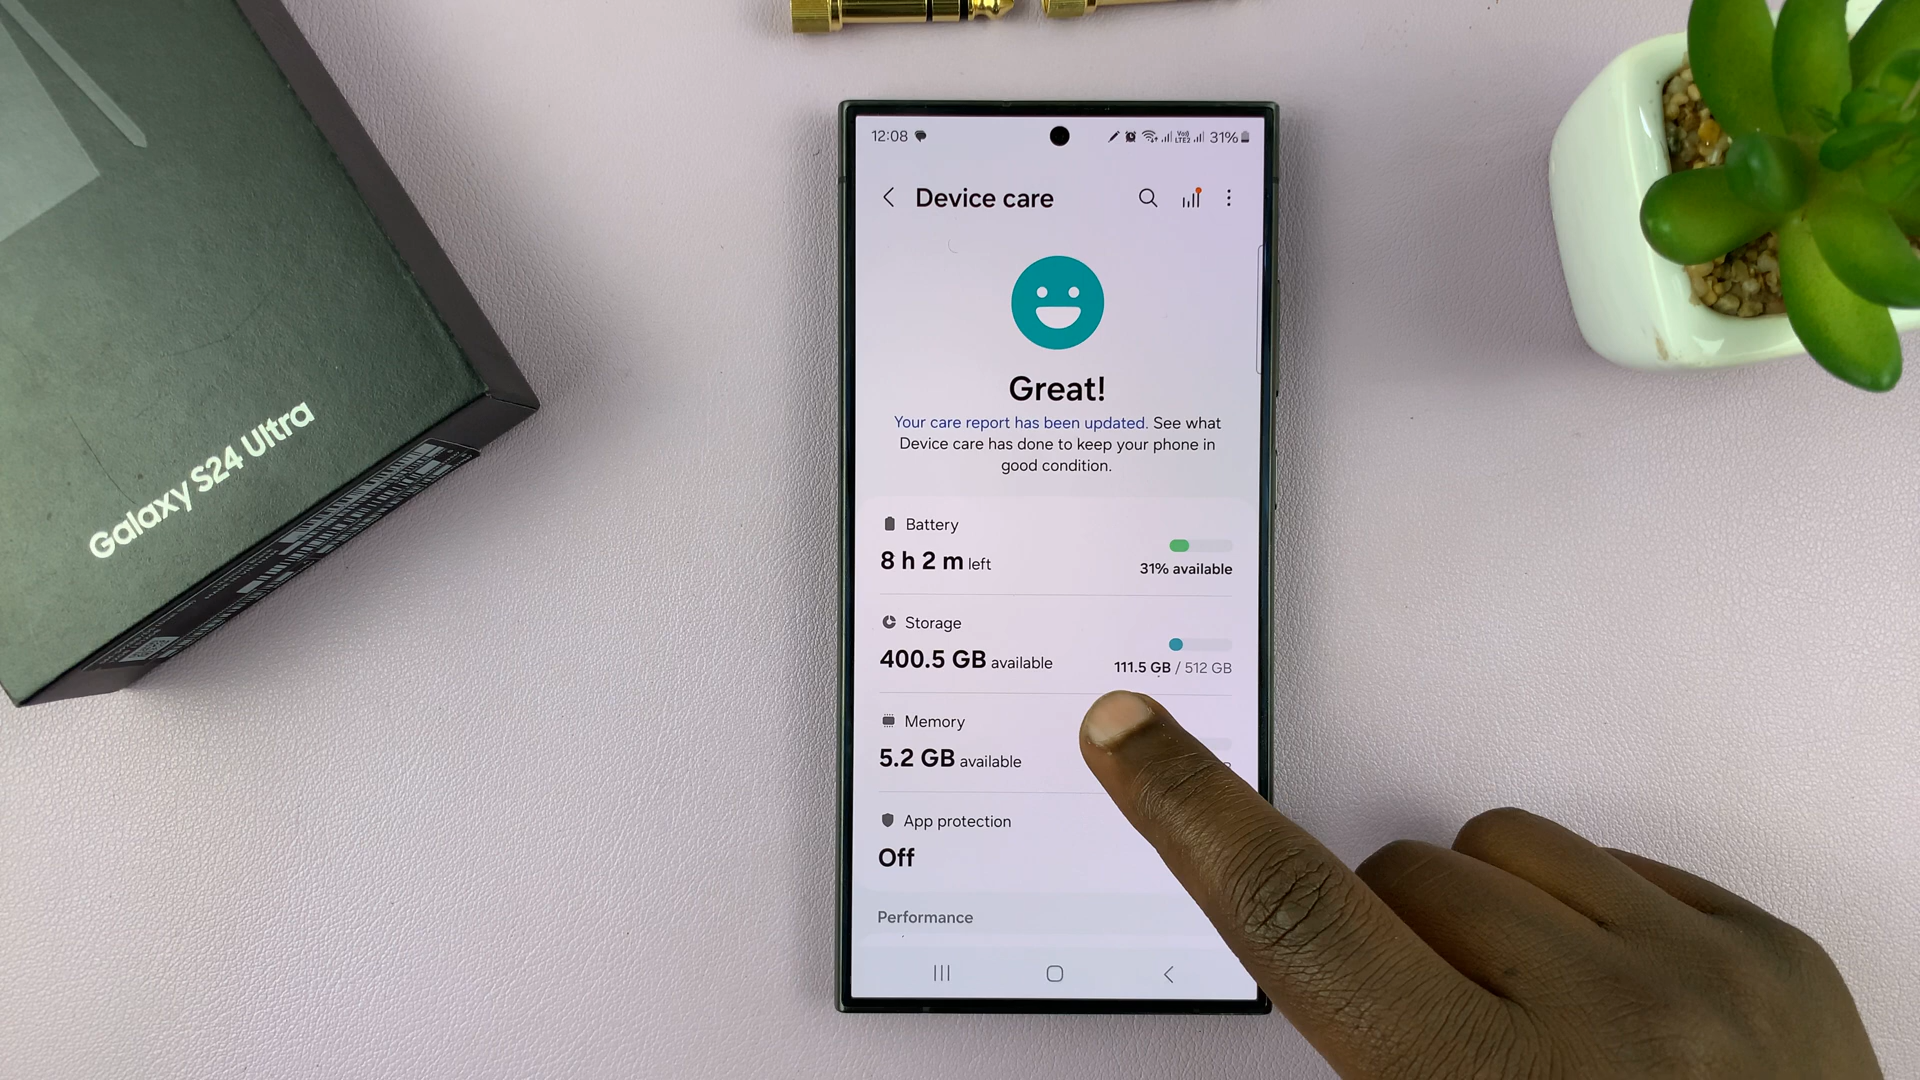 Galaxy S24 Ultra
12:08
31%
Device care
Great!
Your care report has been updated. See what
Device care has done to keep your phone in
good condition.
Battery
8 h 2 m left
31% available
Storage
400.5 GB available
111.5 GB / 512 GB
Memory
5.2 GB available
App protection
Off
Performance